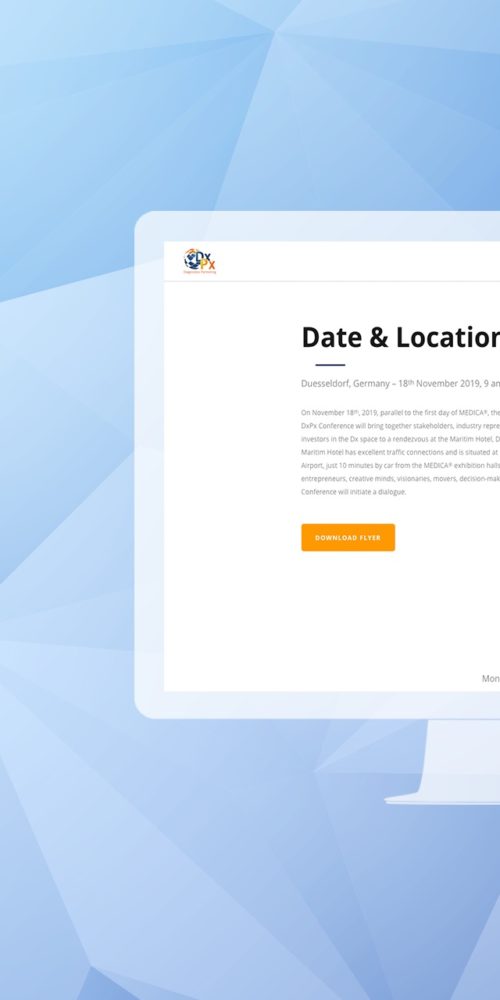 Dx
Px
Diagnostics Partnering
Date & Location
Duesseldorf, Germany – 18th November 2019, 9 am
On November 18th, 2019, parallel to the first day of MEDICA®, the
DxPx Conference will bring together stakeholders, industry repre
investors in the Dx space to a rendezvous at the Maritim Hotel, D
Maritim Hotel has excellent traffic connections and is situated at
Airport, just 10 minutes by car from the MEDICA® exhibition halls
entrepreneurs, creative minds, visionaries, movers, decision-mak
Conference will initiate a dialogue.
DOWNLOAD FLYER
Mon